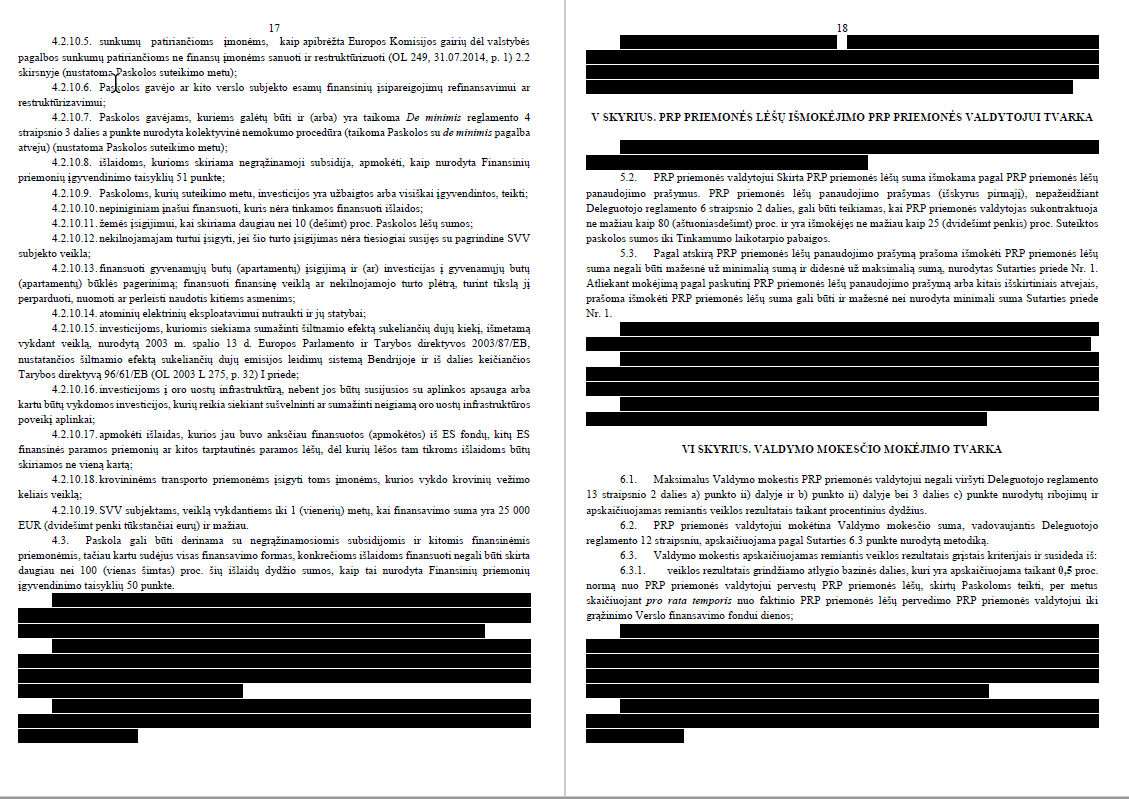 17
4.2.10.5. sunkumų patiriančioms įmonėms, kaip apibrėžta Europos Komisijos gairių dėl valstybės
pagalbos sunkumų patiriančioms ne finansų įmonėms sanuoti ir restruktūrizuoti (OL 249, 31.07.2014, p. 1) 2.2
skirsnyje (nustatoma Paskolos suteikimo metu);
4.2.10.6. Paskolos gavėjo ar kito verslo subjekto esamų finansinių įsipareigojimų refinansavimui ar
restruktūrizavimui;
4.2.10.7. Paskolos gavėjams, kuriems galėtų būti ir (arba) yra taikoma De minimis reglamento 4
straipsnio 3 dalies a punkte nurodyta kolektyvinė nemokumo procedūra (taikoma Paskolos su de minimis pagalba
atveju) (nustatoma Paskolos suteikimo metu);
4.2.10.8. išlaidoms, kurioms skiriama negrąžinamoji subsidija, apmokėti, kaip nurodyta Finansinių
priemonių įgyvendinimo taisyklių 51 punkte;
4.2.10.9. Paskoloms, kurių suteikimo metu, investicijos yra užbaigtos arba visiškai įgyvendintos, teikti;
4.2.10.10. nepiniginiam įnašui finansuoti, kuris nėra tinkamos finansuoti išlaidos;
4.2.10.11. žemės įsigijimui, kai skiriama daugiau nei 10 (dešimt) proc. Paskolos lėšų sumos;
4.2.10.12. nekilnojamajam turtui įsigyti, jei šio turto įsigijimas nėra tiesiogiai susijęs su pagrindine SVV
subjekto veikla;
4.2.10.13. finansuoti gyvenamųjų butų (apartamentų) įsigijimą ir (ar) investicijas į gyvenamųjų butų
(apartamentų) būklės pagerinimą; finansuoti finansinę veiklą ar nekilnojamojo turto plėtrą, turint tikslą jį
perparduoti, nuomoti ar perleisti naudotis kitiems asmenims;
4.2.10.14. atominių elektrinių eksploatavimui nutraukti ir jų statybai;
4.2.10.15. investicijoms, kuriomis siekiama sumažinti šiltnamio efektą sukeliančių dujų kiekį, išmetamą
vykdant veiklą, nurodytą 2003 m. spalio 13 d. Europos Parlamento ir Tarybos direktyvos 2003/87/EB,
nustatančios šiltnamio efektą sukeliančių dujų emisijos leidimų sistemą Bendrijoje ir iš dalies keičiančios
Tarybos direktyvą 96/61/EB (OL 2003 L 275, p. 32) I priede;
4.2.10.16. investicijoms į oro uostų infrastruktūrą, nebent jos būtų susijusios su aplinkos apsauga arba
kartu būtų vykdomos investicijos, kurių reikia siekiant sušvelninti ar sumažinti neigiamą oro uostų infrastruktūros
poveikį aplinkai;
4.2.10.17. apmokėti išlaidas, kurios jau buvo anksčiau finansuotos (apmokėtos) iš ES fondų, kitų ES
finansinės paramos priemonių ar kitos tarptautinės paramos lėšų, dėl kurių lėšos tam tikroms išlaidoms būtų
skiriamos ne vieną kartą;
4.2.10.18. krovininėms transporto priemonėms įsigyti toms įmonėms, kurios vykdo krovinių vežimo
keliais veiklą;
4.2.10.19. SVV subjektams, veiklą vykdantiems iki 1 (vienerių) metų, kai finansavimo suma yra 25 000
EUR (dvidešimt penki tūkstančiai eurų) ir mažiau.
4.3. Paskola gali būti derinama su negrąžinamosiomis subsidijomis ir kitomis finansinėmis
priemonėmis, tačiau kartu sudėjus visas finansavimo formas, konkrečioms išlaidoms finansuoti negali būti skirta
daugiau nei 100 (vienas šimtas) proc. šių išlaidų dydžio sumos, kaip tai nurodyta Finansinių priemonių
įgyvendinimo taisyklių 50 punkte.
18
V SKYRIUS. PRP PRIEMONĖS LĖŠŲ IŠMOKĖJIMO PRP PRIEMONĖS VALDYTOJUI TVARKA
5.2. PRP priemonės valdytojui Skirta PRP priemonės lėšų suma išmokama pagal PRP priemonės lėšų
panaudojimo prašymus. PRP priemonės lėšų panaudojimo prašymas (išskyrus pirmąjį), nepažeidžiant
Deleguotojo reglamento 6 straipsnio 2 dalies, gali būti teikiamas, kai PRP priemonės valdytojas sukontraktuoja
ne mažiau kaip 80 (aštuoniasdešimt) proc. ir yra išmokėjęs ne mažiau kaip 25 (dvidešimt penkis) proc. Suteiktos
paskolos sumos iki Tinkamumo laikotarpio pabaigos.
5.3. Pagal atskirą PRP priemonės lėšų panaudojimo prašymą prašoma išmokėti PRP priemonės lėšų
suma negali būti mažesnė už minimalią sumą ir didesnė už maksimalią sumą, nurodytas Sutarties priede Nr. 1.
Atliekant mokėjimą pagal paskutinį PRP priemonės lėšų panaudojimo prašymą arba kitais išskirtiniais atvejais,
prašoma išmokėti PRP priemonės lėšų suma gali būti ir mažesnė nei nurodyta minimali suma Sutarties priede
Nr. 1.
VI SKYRIUS. VALDYMO MOKESČIO MOKĖJIMO TVARKA
6.1. Maksimalus Valdymo mokestis PRP priemonės valdytojui negali viršyti Deleguotojo reglamento
13 straipsnio 2 dalies a) punkto ii) dalyje ir b) punkto ii) dalyje bei 3 dalies c) punkte nurodytų ribojimų ir
apskaičiuojamas remiantis veiklos rezultatais taikant procentinius dydžius.
6.2. PRP priemonės valdytojui mokėtina Valdymo mokesčio suma, vadovaujantis Deleguotojo
reglamento 12 straipsniu, apskaičiuojama pagal Sutarties 6.3 punkte nurodytą metodiką.
6.3. Valdymo mokestis apskaičiuojamas remiantis veiklos rezultatais grįstais kriterijais ir susideda iš:
6.3.1. veiklos rezultatais grindžiamo atlygio bazinės dalies, kuri yra apskaičiuojama taikant 0,5 proc.
normą nuo PRP priemonės valdytojui pervestų PRP priemonės lėšų, skirtų Paskoloms teikti, per metus
skaičiuojant pro rata temporis nuo faktinio PRP priemonės lėšų pervedimo PRP priemonės valdytojui iki
grąžinimo Verslo finansavimo fondui dienos;